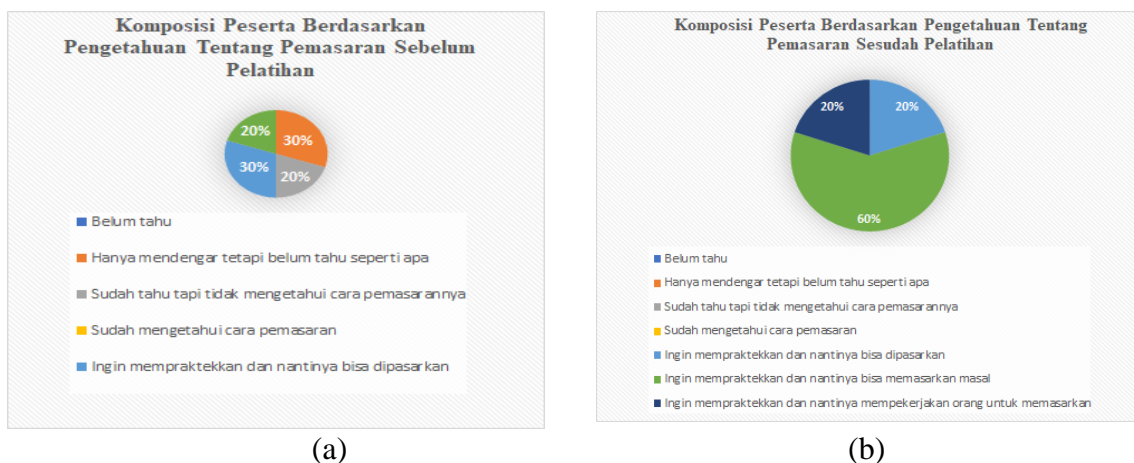 Komposisi Peserta Berdasarkan
Pengetahuan Tentang Pemasaran Sebelum
Pelatihan
20%
30%
30%
20%
Belum tahu
Hanya mendengar tetapi belum tahu seperti apa
Sudah tahu tapi tidak mengetahui cara pemasarannya
Sudah mengetahui cara pemasaran
Ingin mempraktekkan dan nantinya bisa dipasarkan
(a)
Komposisi Peserta Berdasarkan Pengetahuan Tentang
Pemasaran Sesudah Pelatihan
20%
20%
60%
Belum tahu
Hanya mendengar tetapi belum tahu seperti apa
Sudah tahu tapi tidak mengetahui cara pemasarannya
Sudah mengetahui cara pemasaran
Ingin mempraktekkan dan nantinya bisa dipasarkan
Ingin mempraktekkan dan nantinya bisa memasarkan masal
Ingin mempraktekkan dan nantinya mempekerjakan orang untuk memasarkan
(b)